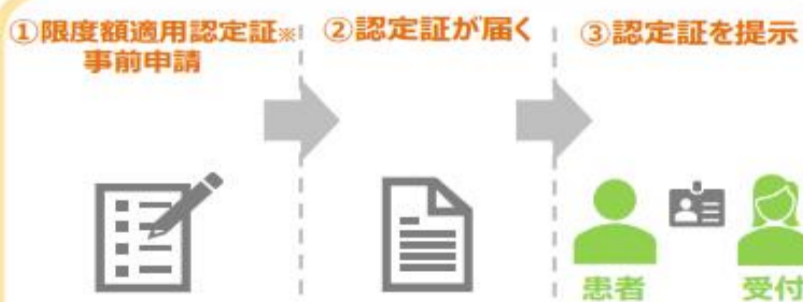 ①限度額適用認定証※
事前申請
②認定証が届く
③認定証を提示
患者
受付